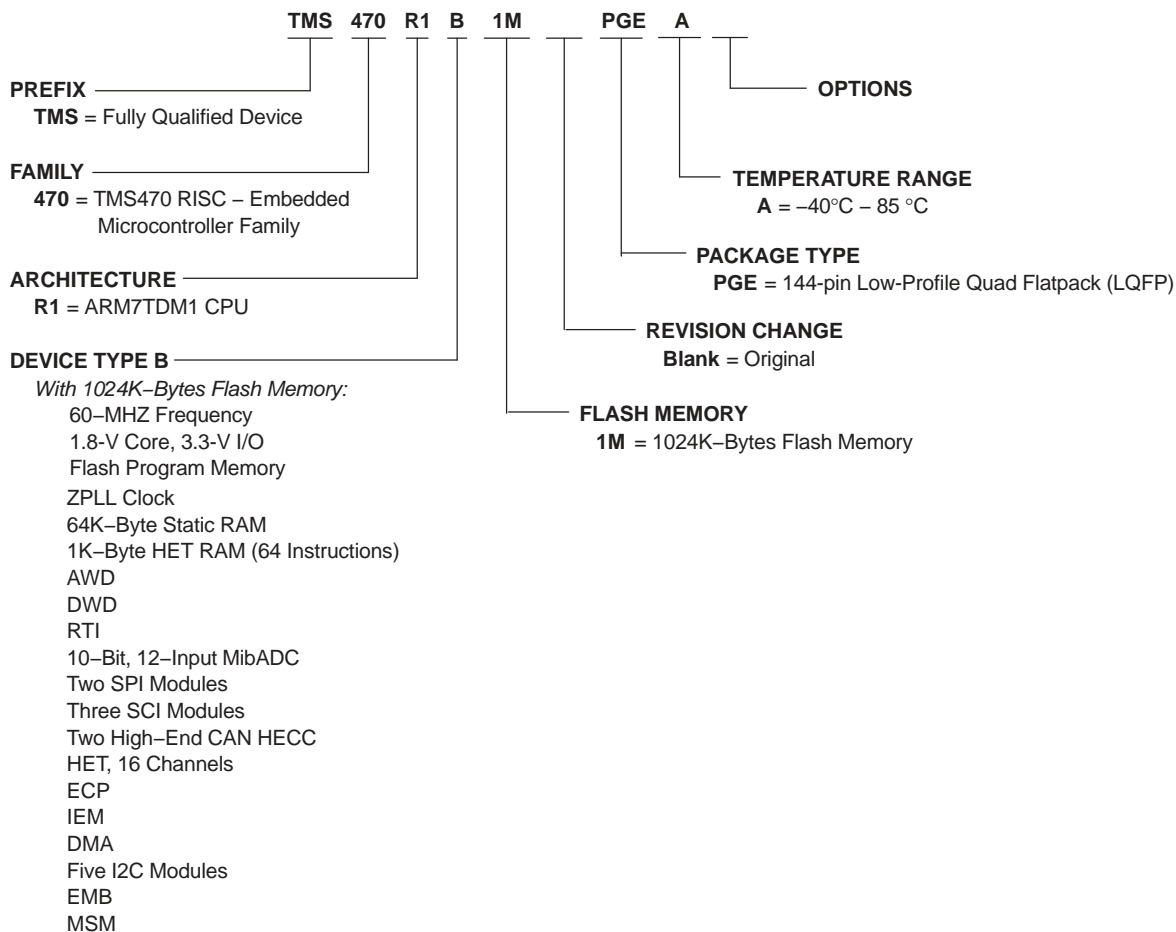 TMS 470 R1 B 1M PGE A
PREFIX
TMS = Fully Qualified Device
OPTIONS
FAMILY
470 = TMS470 RISC − Embedded
Microcontroller Family
TEMPERATURE RANGE
A = −40°C − 85 °C
PACKAGE TYPE
PGE = 144-pin Low-Profile Quad Flatpack (LQFP)
ARCHITECTURE
R1 = ARM7TDM1 CPU
REVISION CHANGE
Blank = Original
DEVICE TYPE B
With 1024K−Bytes Flash Memory:
60−MHZ Frequency
1.8-V Core, 3.3-V I/O
Flash Program Memory
ZPLL Clock
64K−Byte Static RAM
1K−Byte HET RAM (64 Instructions)
AWD
DWD
RTI
10−Bit, 12−Input MibADC
Two SPI Modules
Three SCI Modules
Two High−End CAN HECC
HET, 16 Channels
ECP
IEM
DMA
Five I2C Modules
EMB
MSM
FLASH MEMORY
1M = 1024K−Bytes Flash Memory